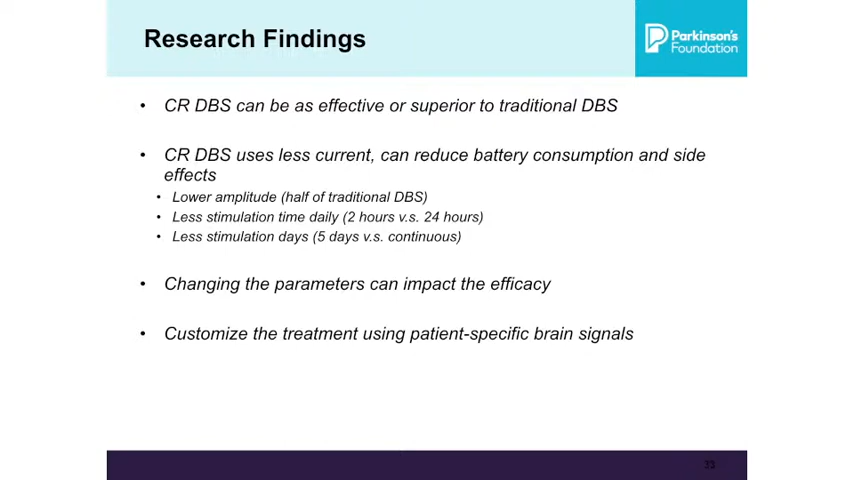 Research Findings
Parkinson's
Foundation
• CR DBS can be as effective or superior to traditional DBS
• CR DBS uses less current, can reduce battery consumption and side
effects
• Lower amplitude (half of traditional DBS)
• Less stimulation time daily (2 hours v.s. 24 hours)
• Less stimulation days (5 days v.s. continuous)
• Changing the parameters can impact the efficacy
• Customize the treatment using patient-specific brain signals
33